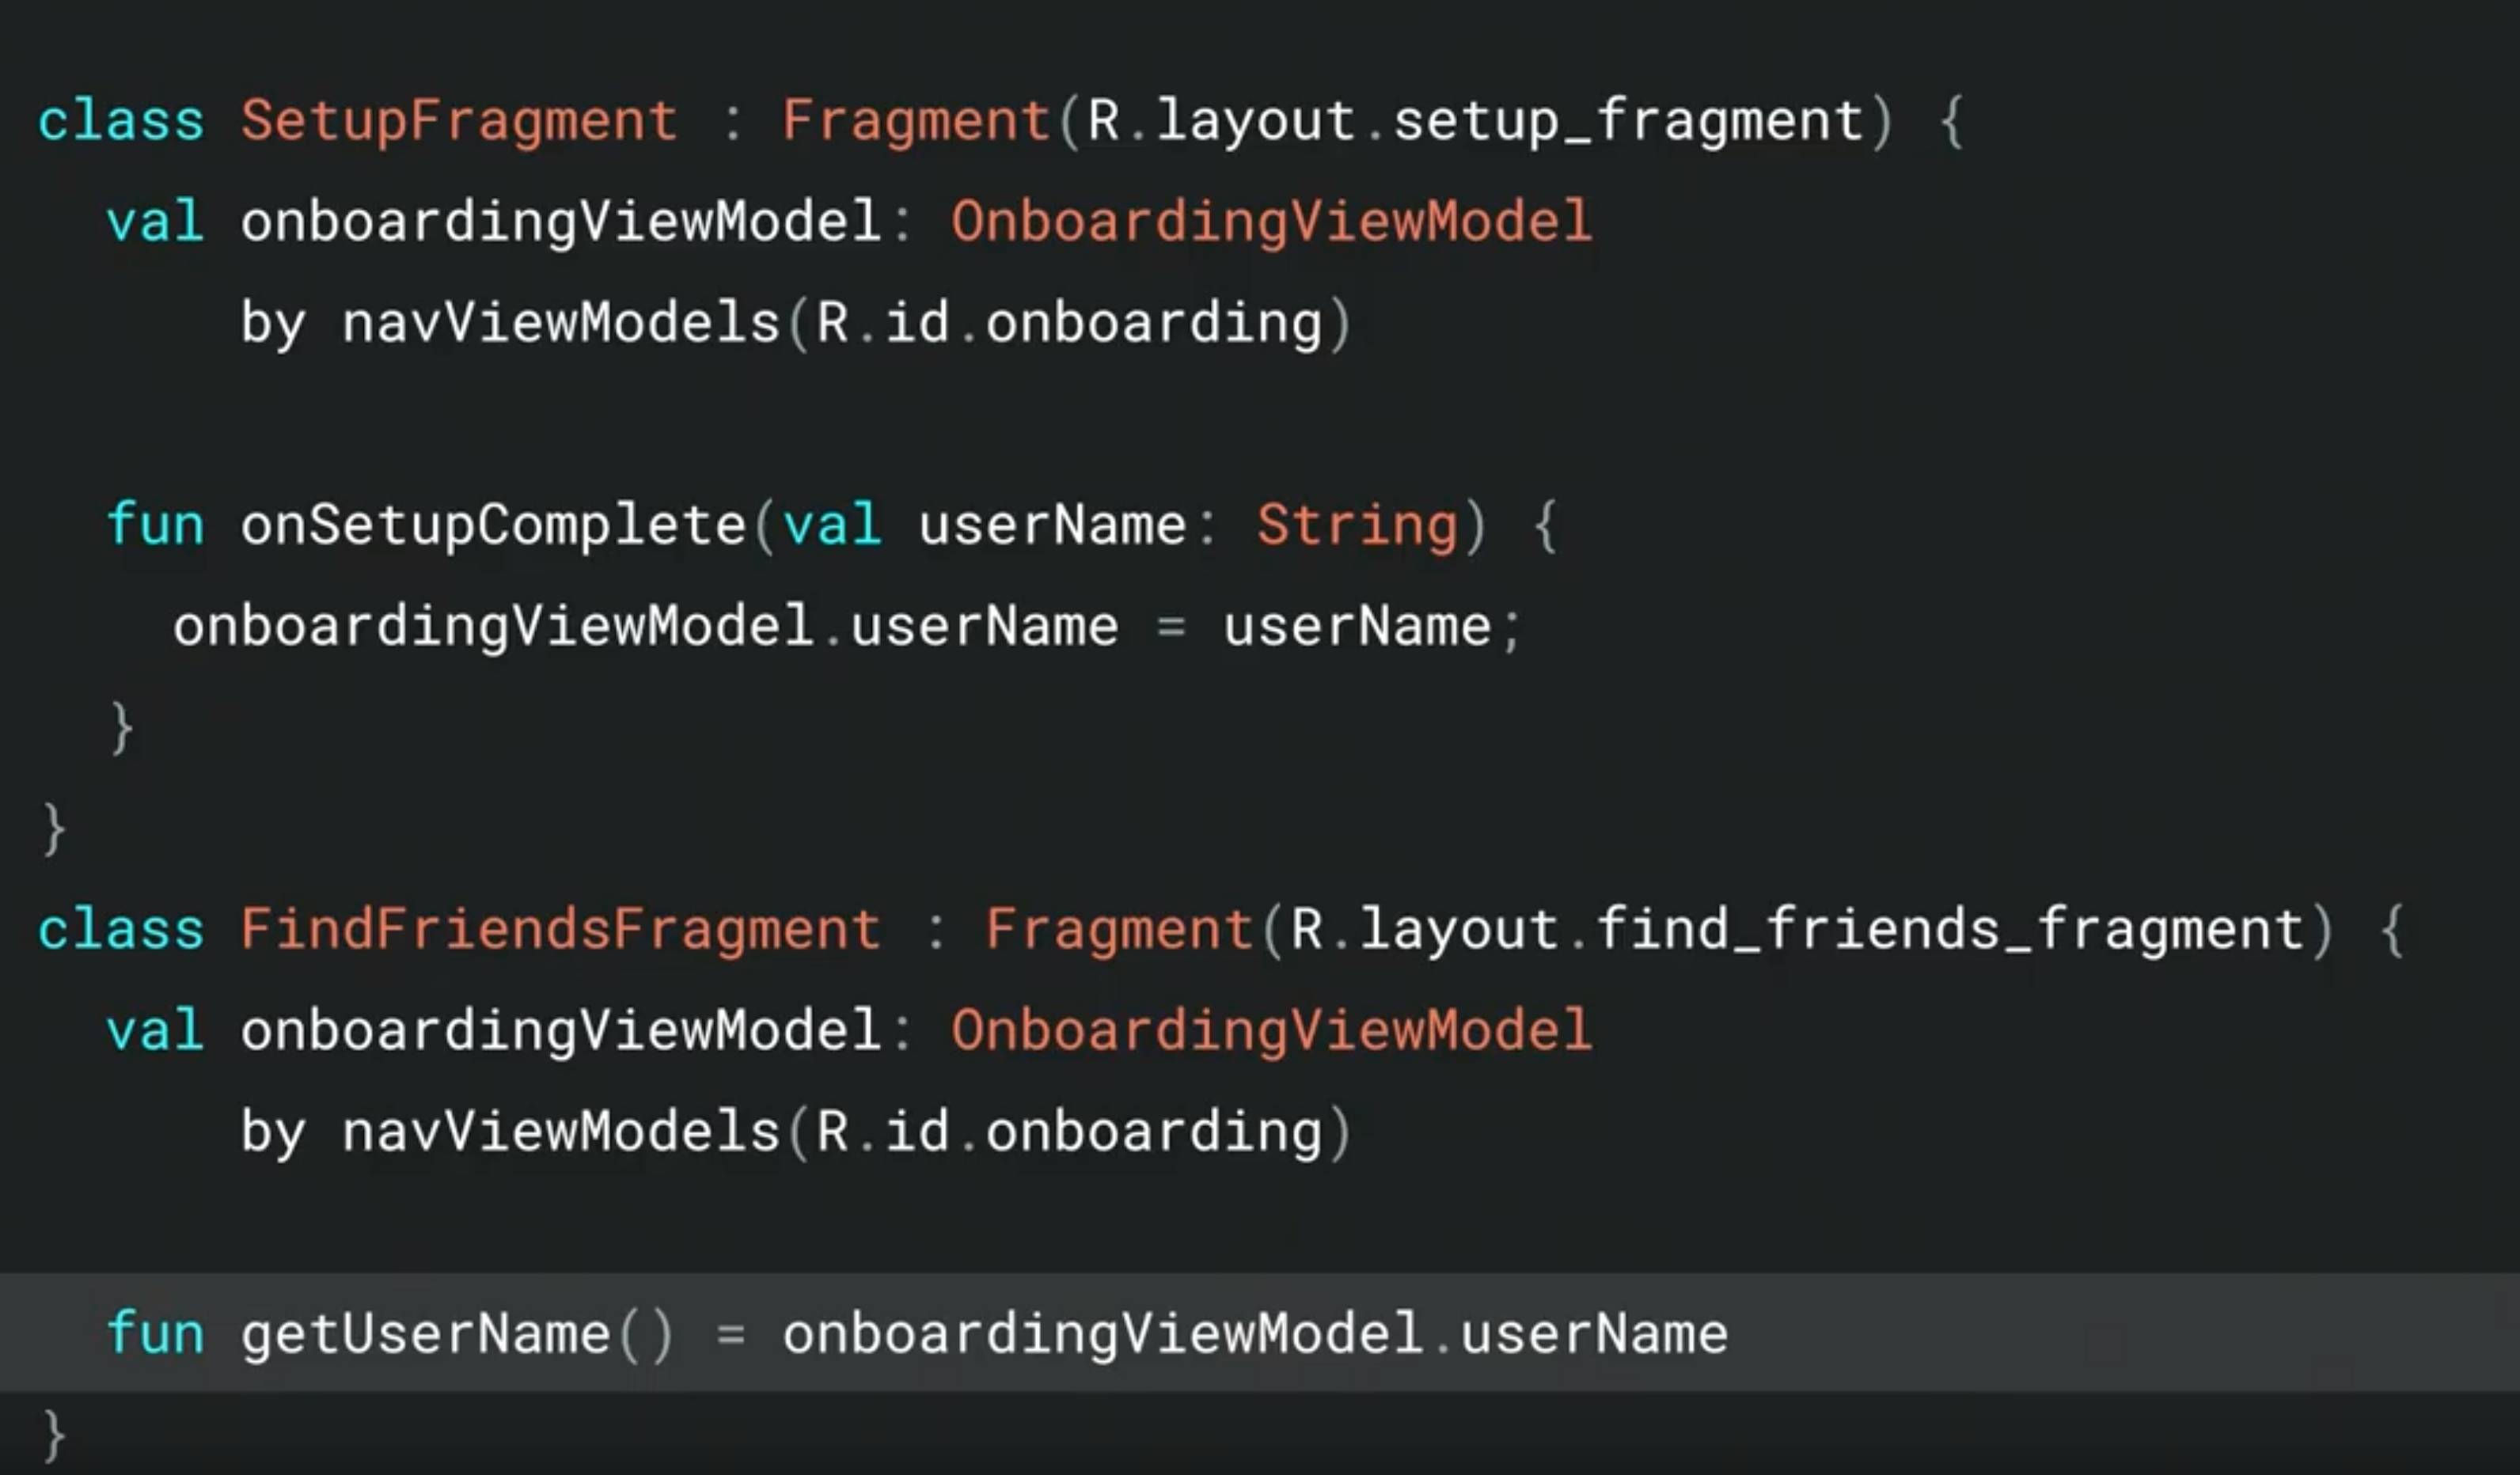 class SetupFragment : Fragment(R.layout.setup_fragment) {
  val onboardingViewModel: OnboardingViewModel
      by navViewModels(R.id.onboarding)
  fun onSetupComplete(val userName: String) {
    onboardingViewModel.userName = userName;
  }
}
class FindFriendsFragment : Fragment(R.layout.find_friends_fragment) {
  val onboardingViewModel: OnboardingViewModel
      by navViewModels(R.id.onboarding)
  fun getUserName() = onboardingViewModel.userName
}